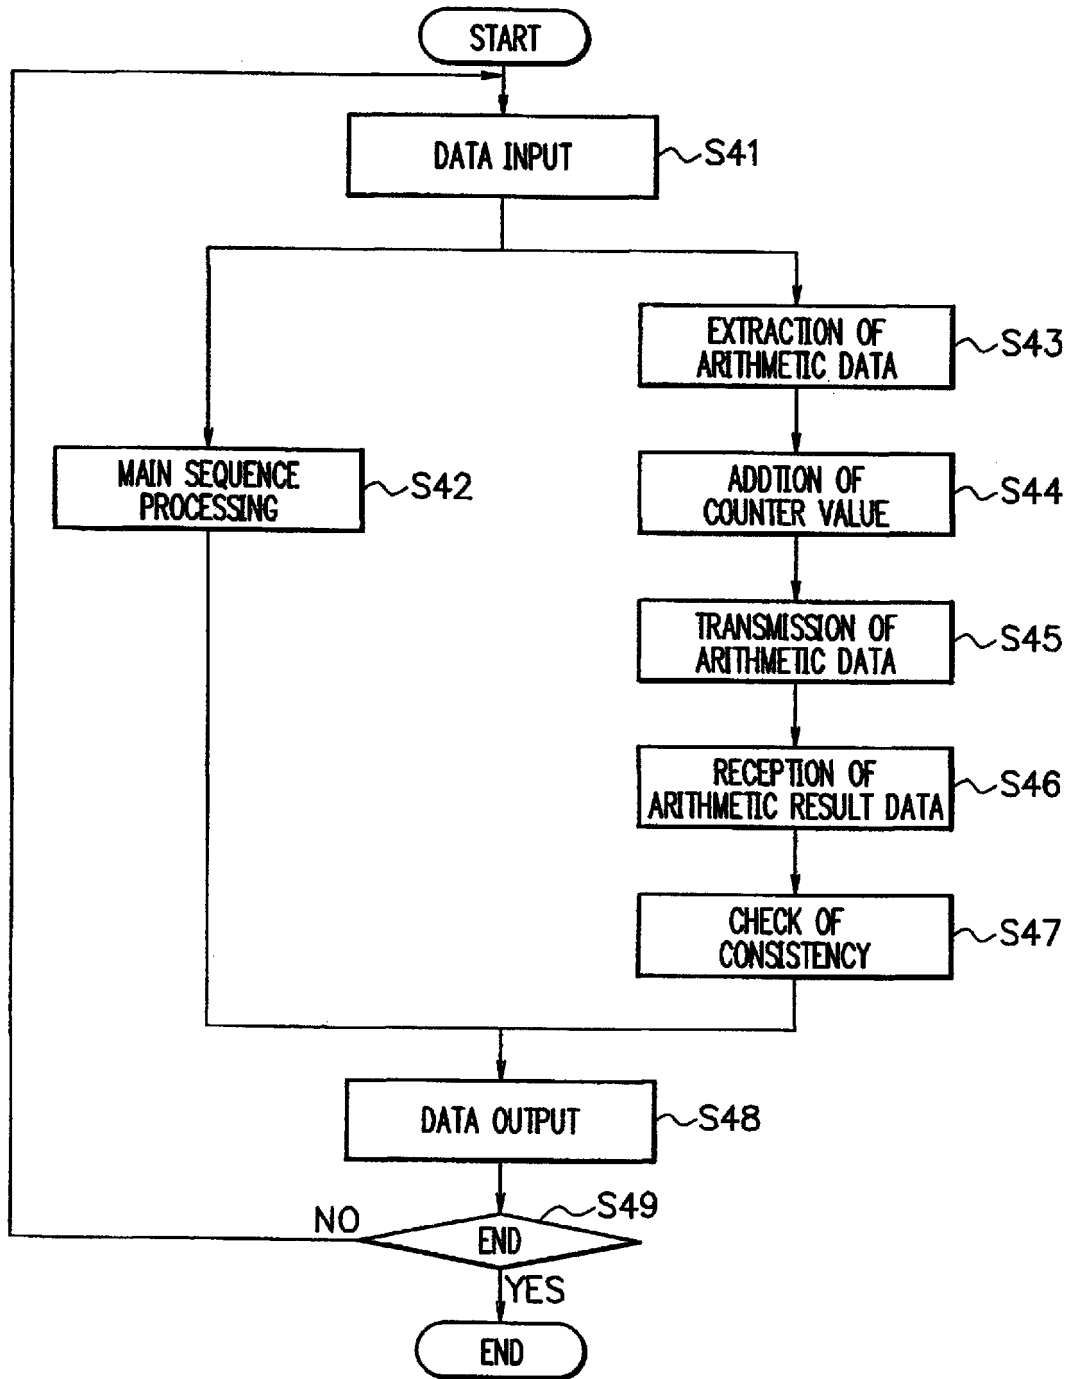 START
DATA INPUT
S41
EXTRACTION OF
ARITHMETIC DATA
S43
MAIN SEQUENCE
PROCESSING
S42
ADDTION OF
COUNTER VALUE
S44
TRANSMISSION OF
ARITHMETIC DATA
S45
RECEPTION OF
ARITHMETIC RESULT DATA
S46
CHECK OF
CONSISTENCY
S47
DATA OUTPUT
S48
S49
NO
END
YES
END